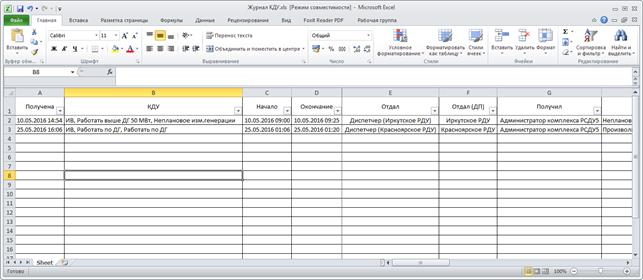 Журнал КДУ.xls [Режим совместимости] - Microsoft Excel
Файл Главная Вставка Разметка страницы Формулы Данные Рецензирование Вид Foxit Reader PDF Рабочая группа
Вставить
Calibri 11
Ж К Ч
Перенос текста
Объединить и поместить в центре
Общий
% 000
Условное форматирование
Форматировать как таблицу
Стили ячеек
Вставить
Удалить
Формат
Σ
Сортировка и фильтр
Найти и выделить
Буфер обм... Шрифт Выравнивание Число Стили Ячейки Редактирование
B8 fx
A B C D E F G
1 Получена КДУ Начало Окончание Отдал Отдал (ДП) Получил
2 10.05.2016 14:54 ИВ, Работать выше ДГ 50 МВт, Неплановое изм.генерации 10.05.2016 09:00 10.05.2016 09:25 Диспетчер (Иркутское РДУ) Иркутское РДУ Администратор комплекса РСДУ5 Неплано
3 25.05.2016 16:06 ИВ, Работать по ДГ, Работать по ДГ 25.05.2016 01:06 25.05.2016 01:20 Диспетчер (Красноярское РДУ) Красноярское РДУ Администратор комплекса РСДУ5 Произвол
4
5
6
7
8
9
10
11
12
13
14
15
16
17
Sheet
Готово 100%